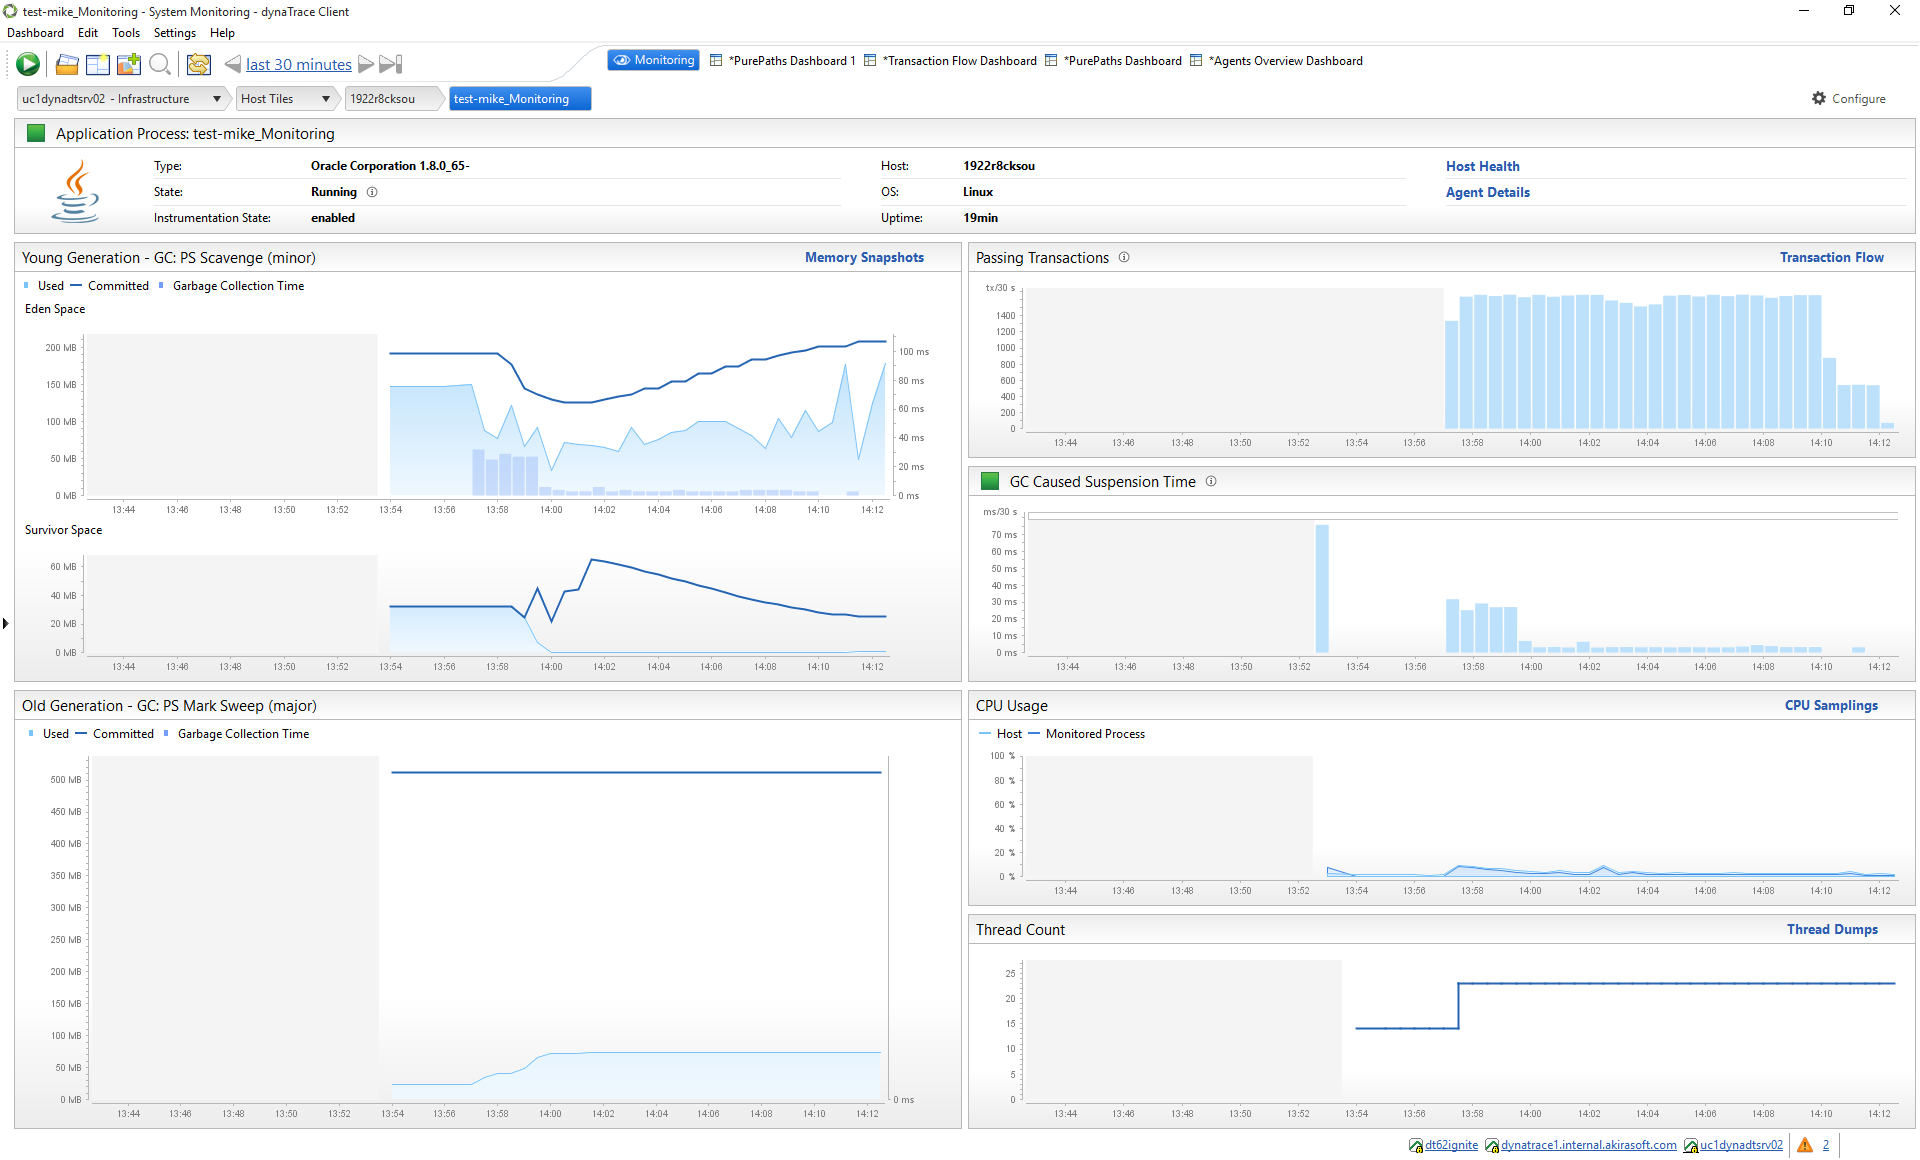 test-mike_Monitoring - System Monitoring - dynaTrace Client
Dashboard Edit Tools Settings Help
last 30 minutes
Monitoring *PurePaths Dashboard 1 *Transaction Flow Dashboard *PurePaths Dashboard *Agents Overview Dashboard
uc1dynadtsrv02 - Infrastructure Host Tiles 1922r8cksou test-mike_Monitoring Configure
Application Process: test-mike_Monitoring
Type: Oracle Corporation 1.8.0_65- Host: 1922r8cksou Host Health
State: Running OS: Linux Agent Details
Instrumentation State: enabled Uptime: 19min
Young Generation - GC: PS Scavenge (minor) Memory Snapshots
Used Committed Garbage Collection Time
Eden Space
200 MB
150 MB
100 MB
50 MB
0 MB
100 ms
80 ms
60 ms
40 ms
20 ms
0 ms
13:44 13:46 13:48 13:50 13:52 13:54 13:56 13:58 14:00 14:02 14:04 14:06 14:08 14:10 14:12
Survivor Space
60 MB
40 MB
20 MB
0 MB
13:44 13:46 13:48 13:50 13:52 13:54 13:56 13:58 14:00 14:02 14:04 14:06 14:08 14:10 14:12
Passing Transactions Transaction Flow
tx/30 s
1400
1200
1000
800
600
400
200
0
13:44 13:46 13:48 13:50 13:52 13:54 13:56 13:58 14:00 14:02 14:04 14:06 14:08 14:10 14:12
GC Caused Suspension Time
ms/30 s
70 ms
60 ms
50 ms
40 ms
30 ms
20 ms
10 ms
0 ms
13:44 13:46 13:48 13:50 13:52 13:54 13:56 13:58 14:00 14:02 14:04 14:06 14:08 14:10 14:12
Old Generation - GC: PS Mark Sweep (major)
Used Committed Garbage Collection Time
500 MB
450 MB
400 MB
350 MB
300 MB
250 MB
200 MB
150 MB
100 MB
50 MB
0 MB
0 ms
13:44 13:46 13:48 13:50 13:52 13:54 13:56 13:58 14:00 14:02 14:04 14:06 14:08 14:10 14:12
CPU Usage CPU Samplings
Host Monitored Process
100 %
80 %
60 %
40 %
20 %
0 %
13:44 13:46 13:48 13:50 13:52 13:54 13:56 13:58 14:00 14:02 14:04 14:06 14:08 14:10 14:12
Thread Count Thread Dumps
25
20
15
10
5
0
13:44 13:46 13:48 13:50 13:52 13:54 13:56 13:58 14:00 14:02 14:04 14:06 14:08 14:10 14:12
dt62ignite dynatrace1.internal.akirasoft.com uc1dynadtsrv02 2